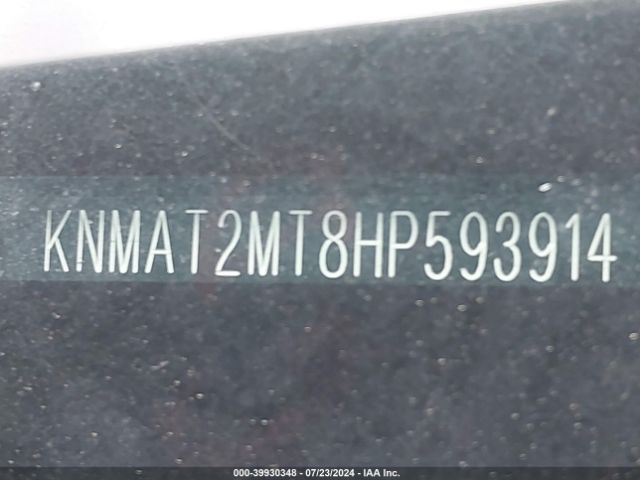 KNMAT2MT8HP593914
000-39930348 - 07/23/2024 - IAA Inc.